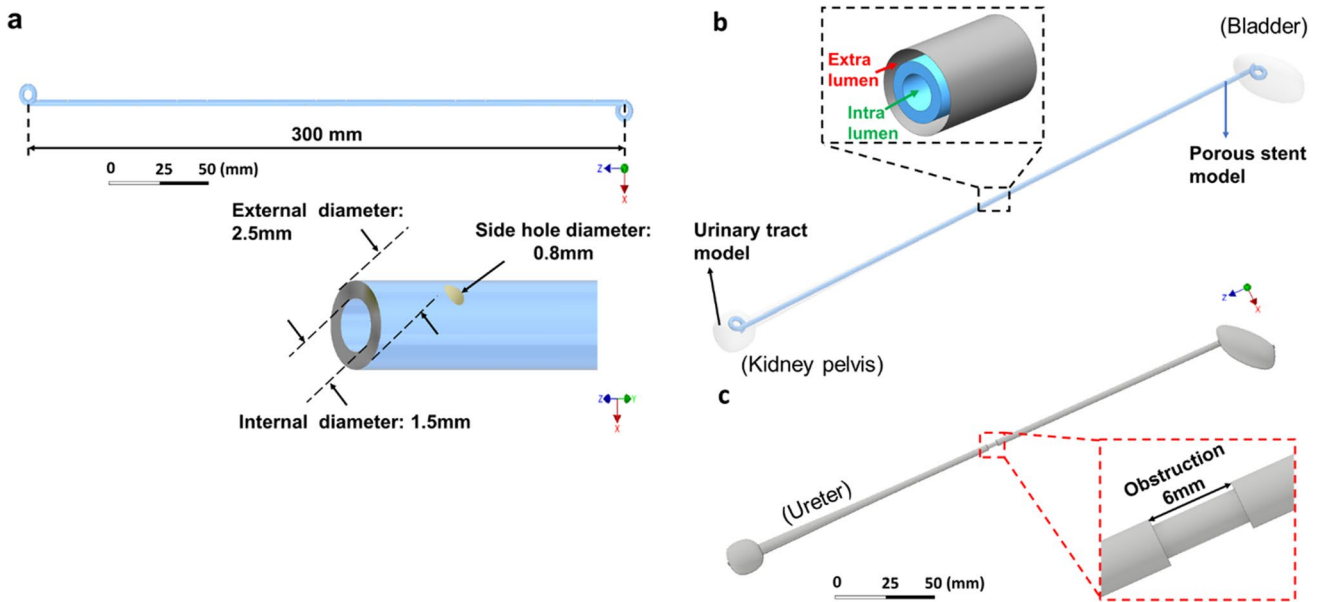 a
300 mm
0 25 50 (mm)
Z
X
External diameter:
2.5mm
Side hole diameter:
0.8mm
Internal diameter: 1.5mm
Z Y
X
b
(Bladder)
Extra
lumen
Intra
lumen
Porous stent
model
Urinary tract
model
(Kidney pelvis)
Z
X
c
(Ureter)
Obstruction
6mm
0 25 50 (mm)